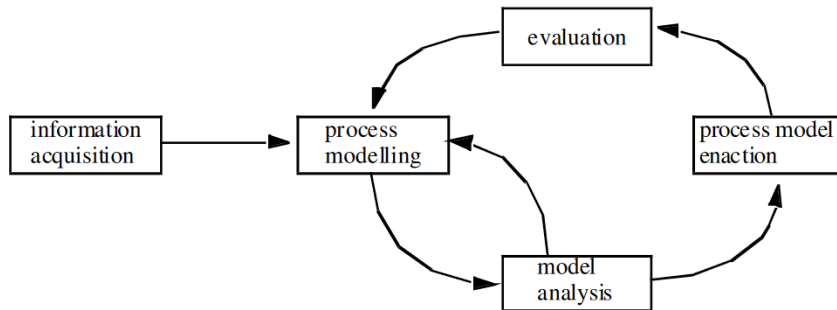 evaluation
information
acquisition
process
modelling
process model
enaction
model
analysis